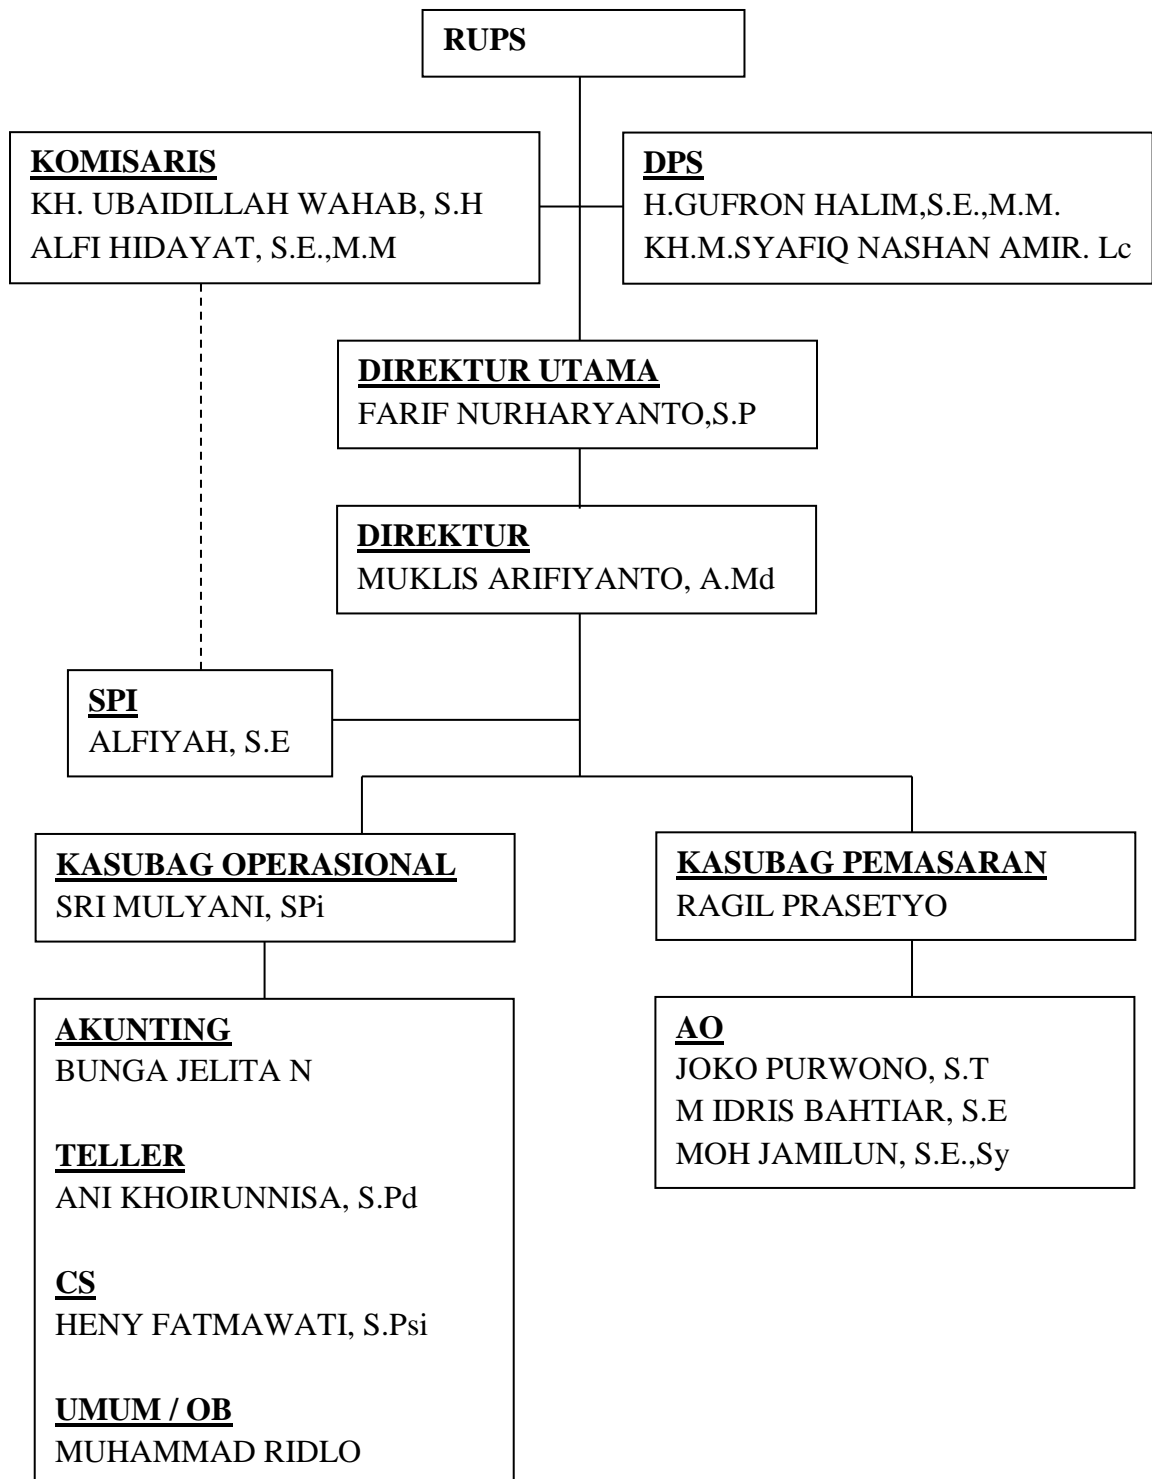 RUPS
KOMISARIS
KH. UBAIDILLAH WAHAB, S.H
ALFI HIDAYAT, S.E.,M.M
DPS
H.GUFRON HALIM,S.E.,M.M.
KH.M.SYAFIQ NASHAN AMIR. Lc
DIREKTUR UTAMA
FARIF NURHARYANTO,S.P
DIREKTUR
MUKLIS ARIFIYANTO, A.Md
SPI
ALFIYAH, S.E
KASUBAG OPERASIONAL
SRI MULYANI, SPi
KASUBAG PEMASARAN
RAGIL PRASETYO
AKUNTING
BUNGA JELITA N
TELLER
ANI KHOIRUNNISA, S.Pd
CS
HENY FATMAWATI, S.Psi
UMUM / OB
MUHAMMAD RIDLO
AO
JOKO PURWONO, S.T
M IDRIS BAHTIAR, S.E
MOH JAMILUN, S.E.,Sy